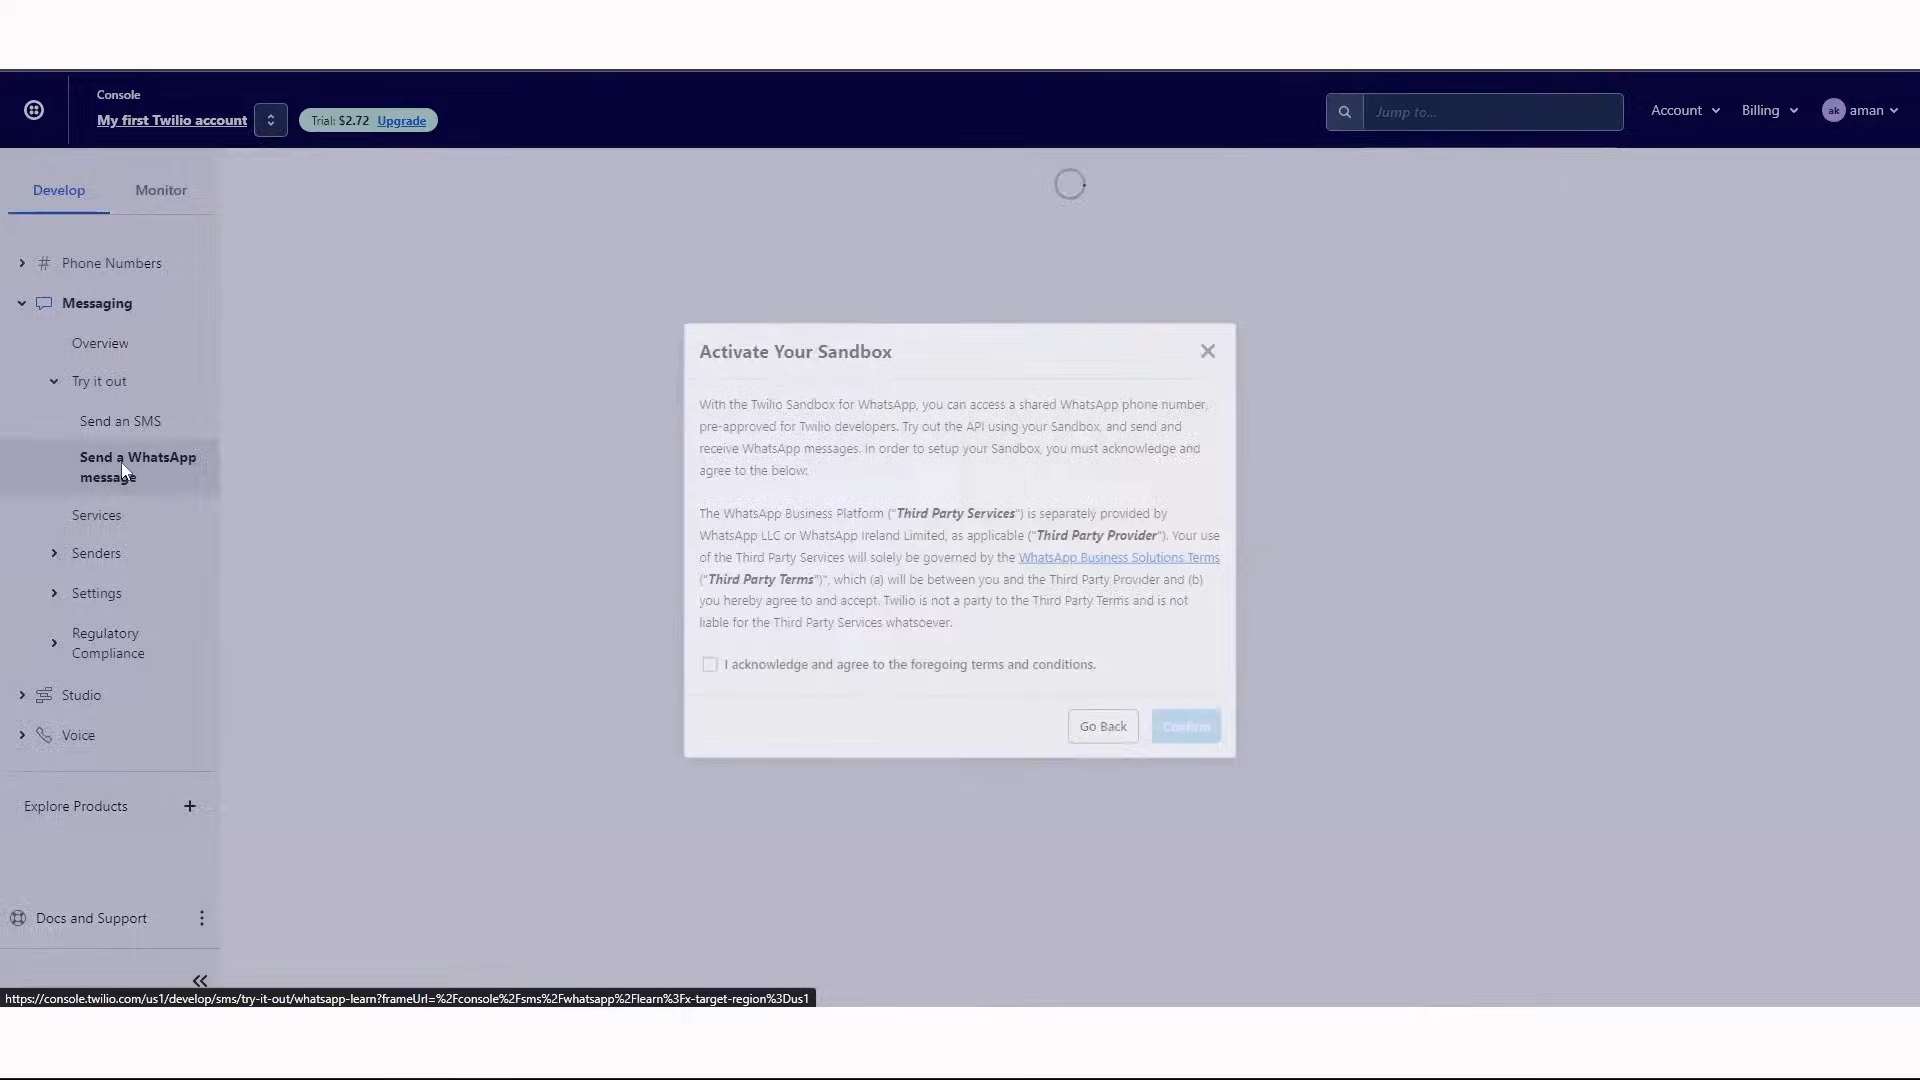 Console
My first Twilio account
Trial: $2.72 Upgrade
Jump to...
Account
Billing
ak
aman
Develop
Monitor
Phone Numbers
Messaging
Overview
Try it out
Send an SMS
Send a WhatsApp
message
Services
Senders
Settings
Regulatory
Compliance
Studio
Voice
Explore Products
Docs and Support
Activate Your Sandbox
With the Twilio Sandbox for WhatsApp, you can access a shared WhatsApp phone number,
pre-approved for Twilio developers. Try out the API using your Sandbox, and send and
receive WhatsApp messages. In order to setup your Sandbox, you must acknowledge and
agree to the below:
The WhatsApp Business Platform ("Third Party Services") is separately provided by
WhatsApp LLC or WhatsApp Ireland Limited, as applicable ("Third Party Provider"). Your use
of the Third Party Services will solely be governed by the WhatsApp Business Solutions Terms
("Third Party Terms")", which (a) will be between you and the Third Party Provider and (b)
you hereby agree to and accept. Twilio is not a party to the Third Party Terms and is not
liable for the Third Party Services whatsoever.
I acknowledge and agree to the foregoing terms and conditions.
Go Back
Confirm
https://console.twilio.com/us1/develop/sms/try-it-out/whatsapp-learn?frameUrl=%2Fconsole%2Fsms%2Fwhatsapp%2Flearn%3Fx-target-region%3Dus1